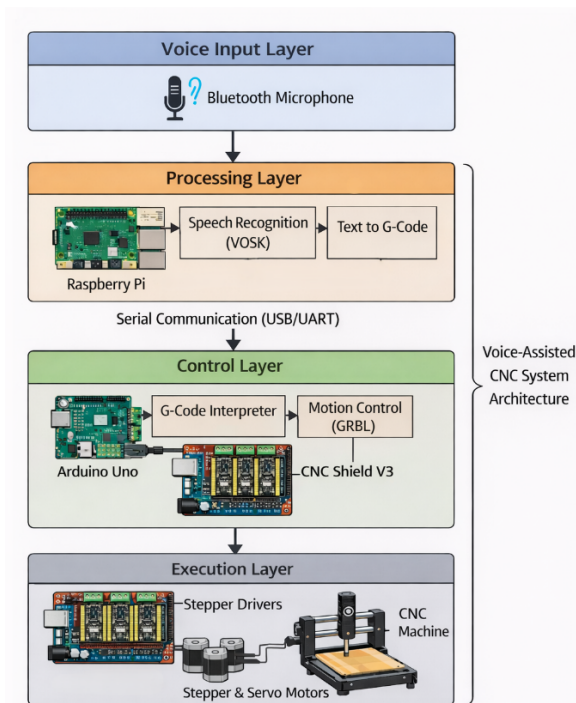 Voice Input Layer
Bluetooth Microphone
Processing Layer
Speech Recognition
(VOSK)
Text to G-Code
Raspberry Pi
Serial Communication (USB/UART)
Control Layer
G-Code Interpreter
Motion Control
(GRBL)
Arduino Uno
CNC Shield V3
Execution Layer
Stepper Drivers
CNC
Machine
Stepper & Servo Motors
Voice-Assisted
CNC System
Architecture